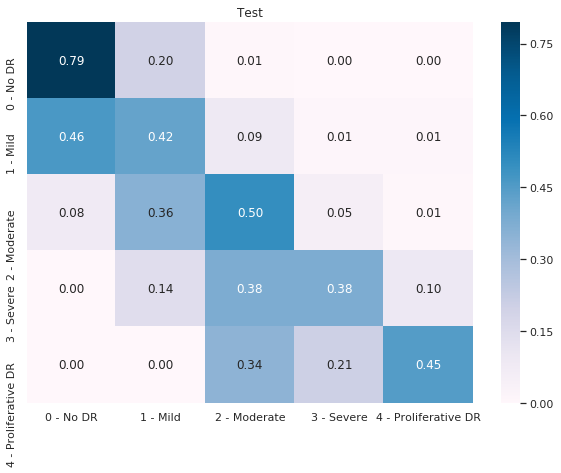 Test
0 - No DR
0.79 0.20 0.01 0.00 0.00
1 - Mild
0.46 0.42 0.09 0.01 0.01
2 - Moderate
0.08 0.36 0.50 0.05 0.01
3 - Severe
0.00 0.14 0.38 0.38 0.10
4 - Proliferative DR
0.00 0.00 0.34 0.21 0.45
0 - No DR 1 - Mild 2 - Moderate 3 - Severe 4 - Proliferative DR
0.75
0.60
0.45
0.30
0.15
0.00